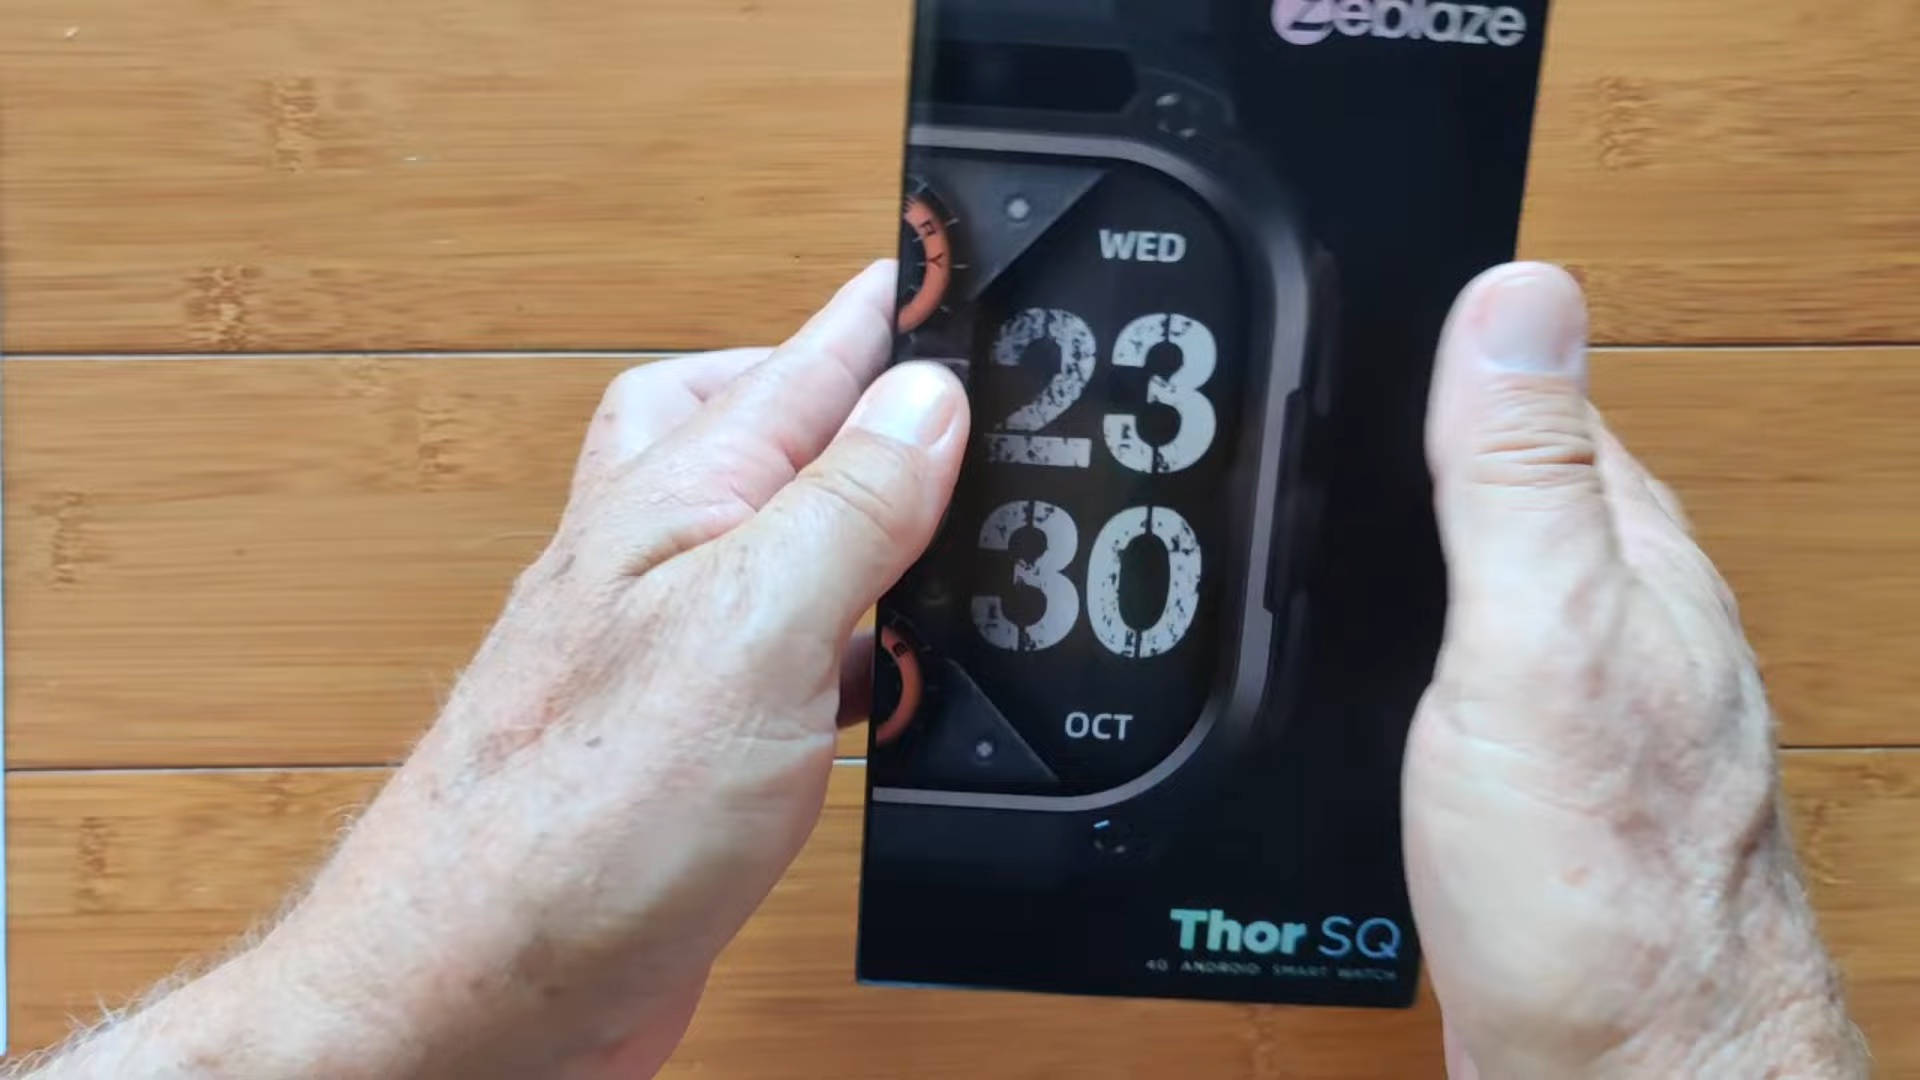 Zeblaze
WED
23
30
OCT
Thor SQ
4G ANDROID SMART WATCH